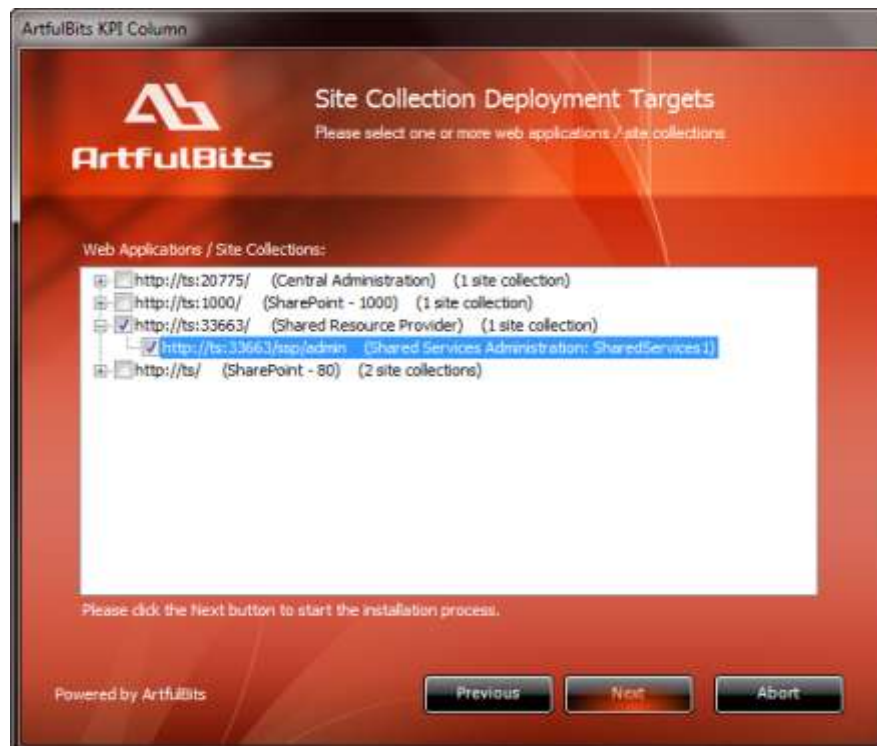 ArtfulBits KPI Column
ArtfulBits
Site Collection Deployment Targets
Please select one or more web applications / site collections
Web Applications / Site Collections:
http://ts:20775/ (Central Administration) (1 site collection)
http://ts:1000/ (SharePoint - 1000) (1 site collection)
http://ts:33663/ (Shared Resource Provider) (1 site collection)
http://ts:33663/ssp/admin (Shared Services Administration: SharedServices1)
http://ts/ (SharePoint - 80) (2 site collections)
Please click the Next button to start the installation process.
Powered by ArtfulBits
Previous
Next
Abort